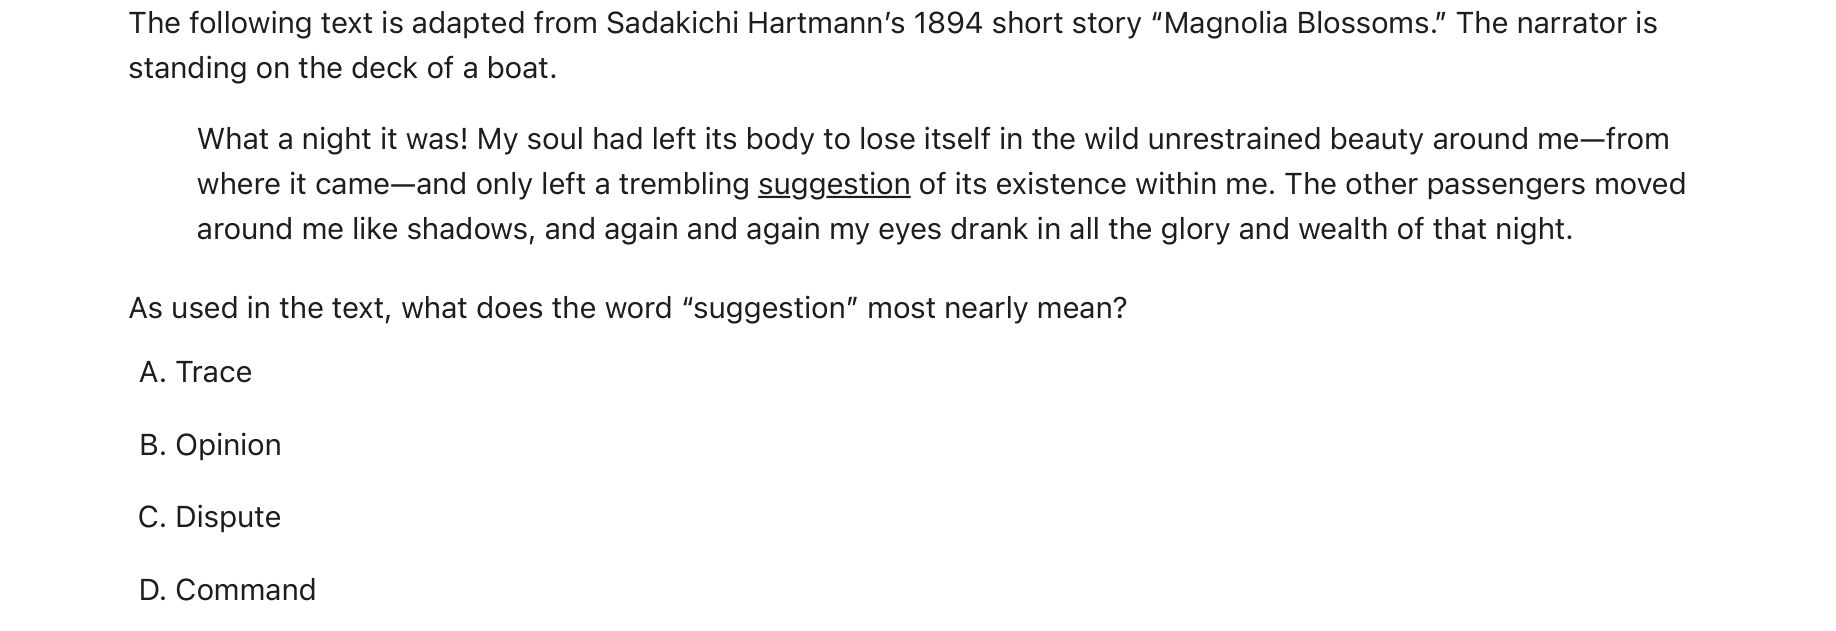 The following text is adapted from Sadakichi Hartmann’s 1894 short story “Magnolia Blossoms.” The narrator is
standing on the deck of a boat.
What a night it was! My soul had left its body to lose itself in the wild unrestrained beauty around me—from
where it came—and only left a trembling suggestion of its existence within me. The other passengers moved
around me like shadows, and again and again my eyes drank in all the glory and wealth of that night.
As used in the text, what does the word “suggestion” most nearly mean?
A. Trace
B. Opinion
C. Dispute
D. Command